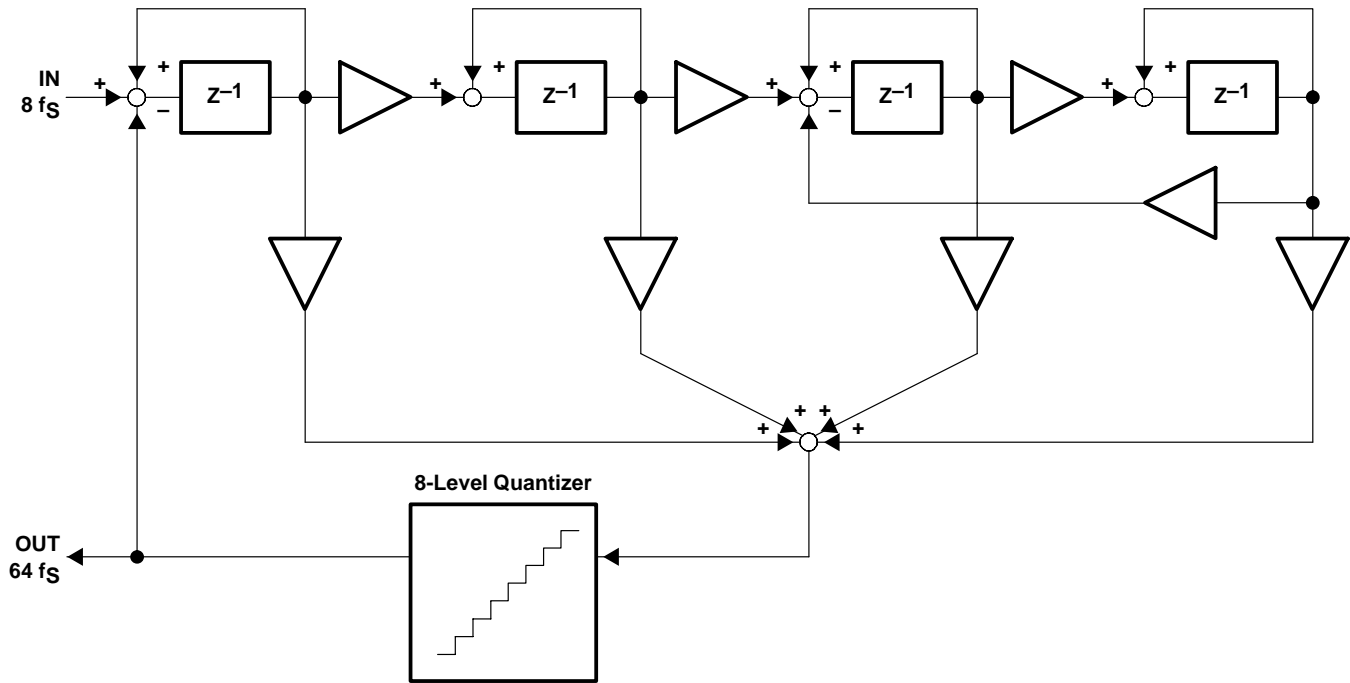 IN
8 fS
+
+
–
Z–1
+
+
Z–1
+
+
–
Z–1
+
+
Z–1
+
+
+
+
8-Level Quantizer
OUT
64 fS